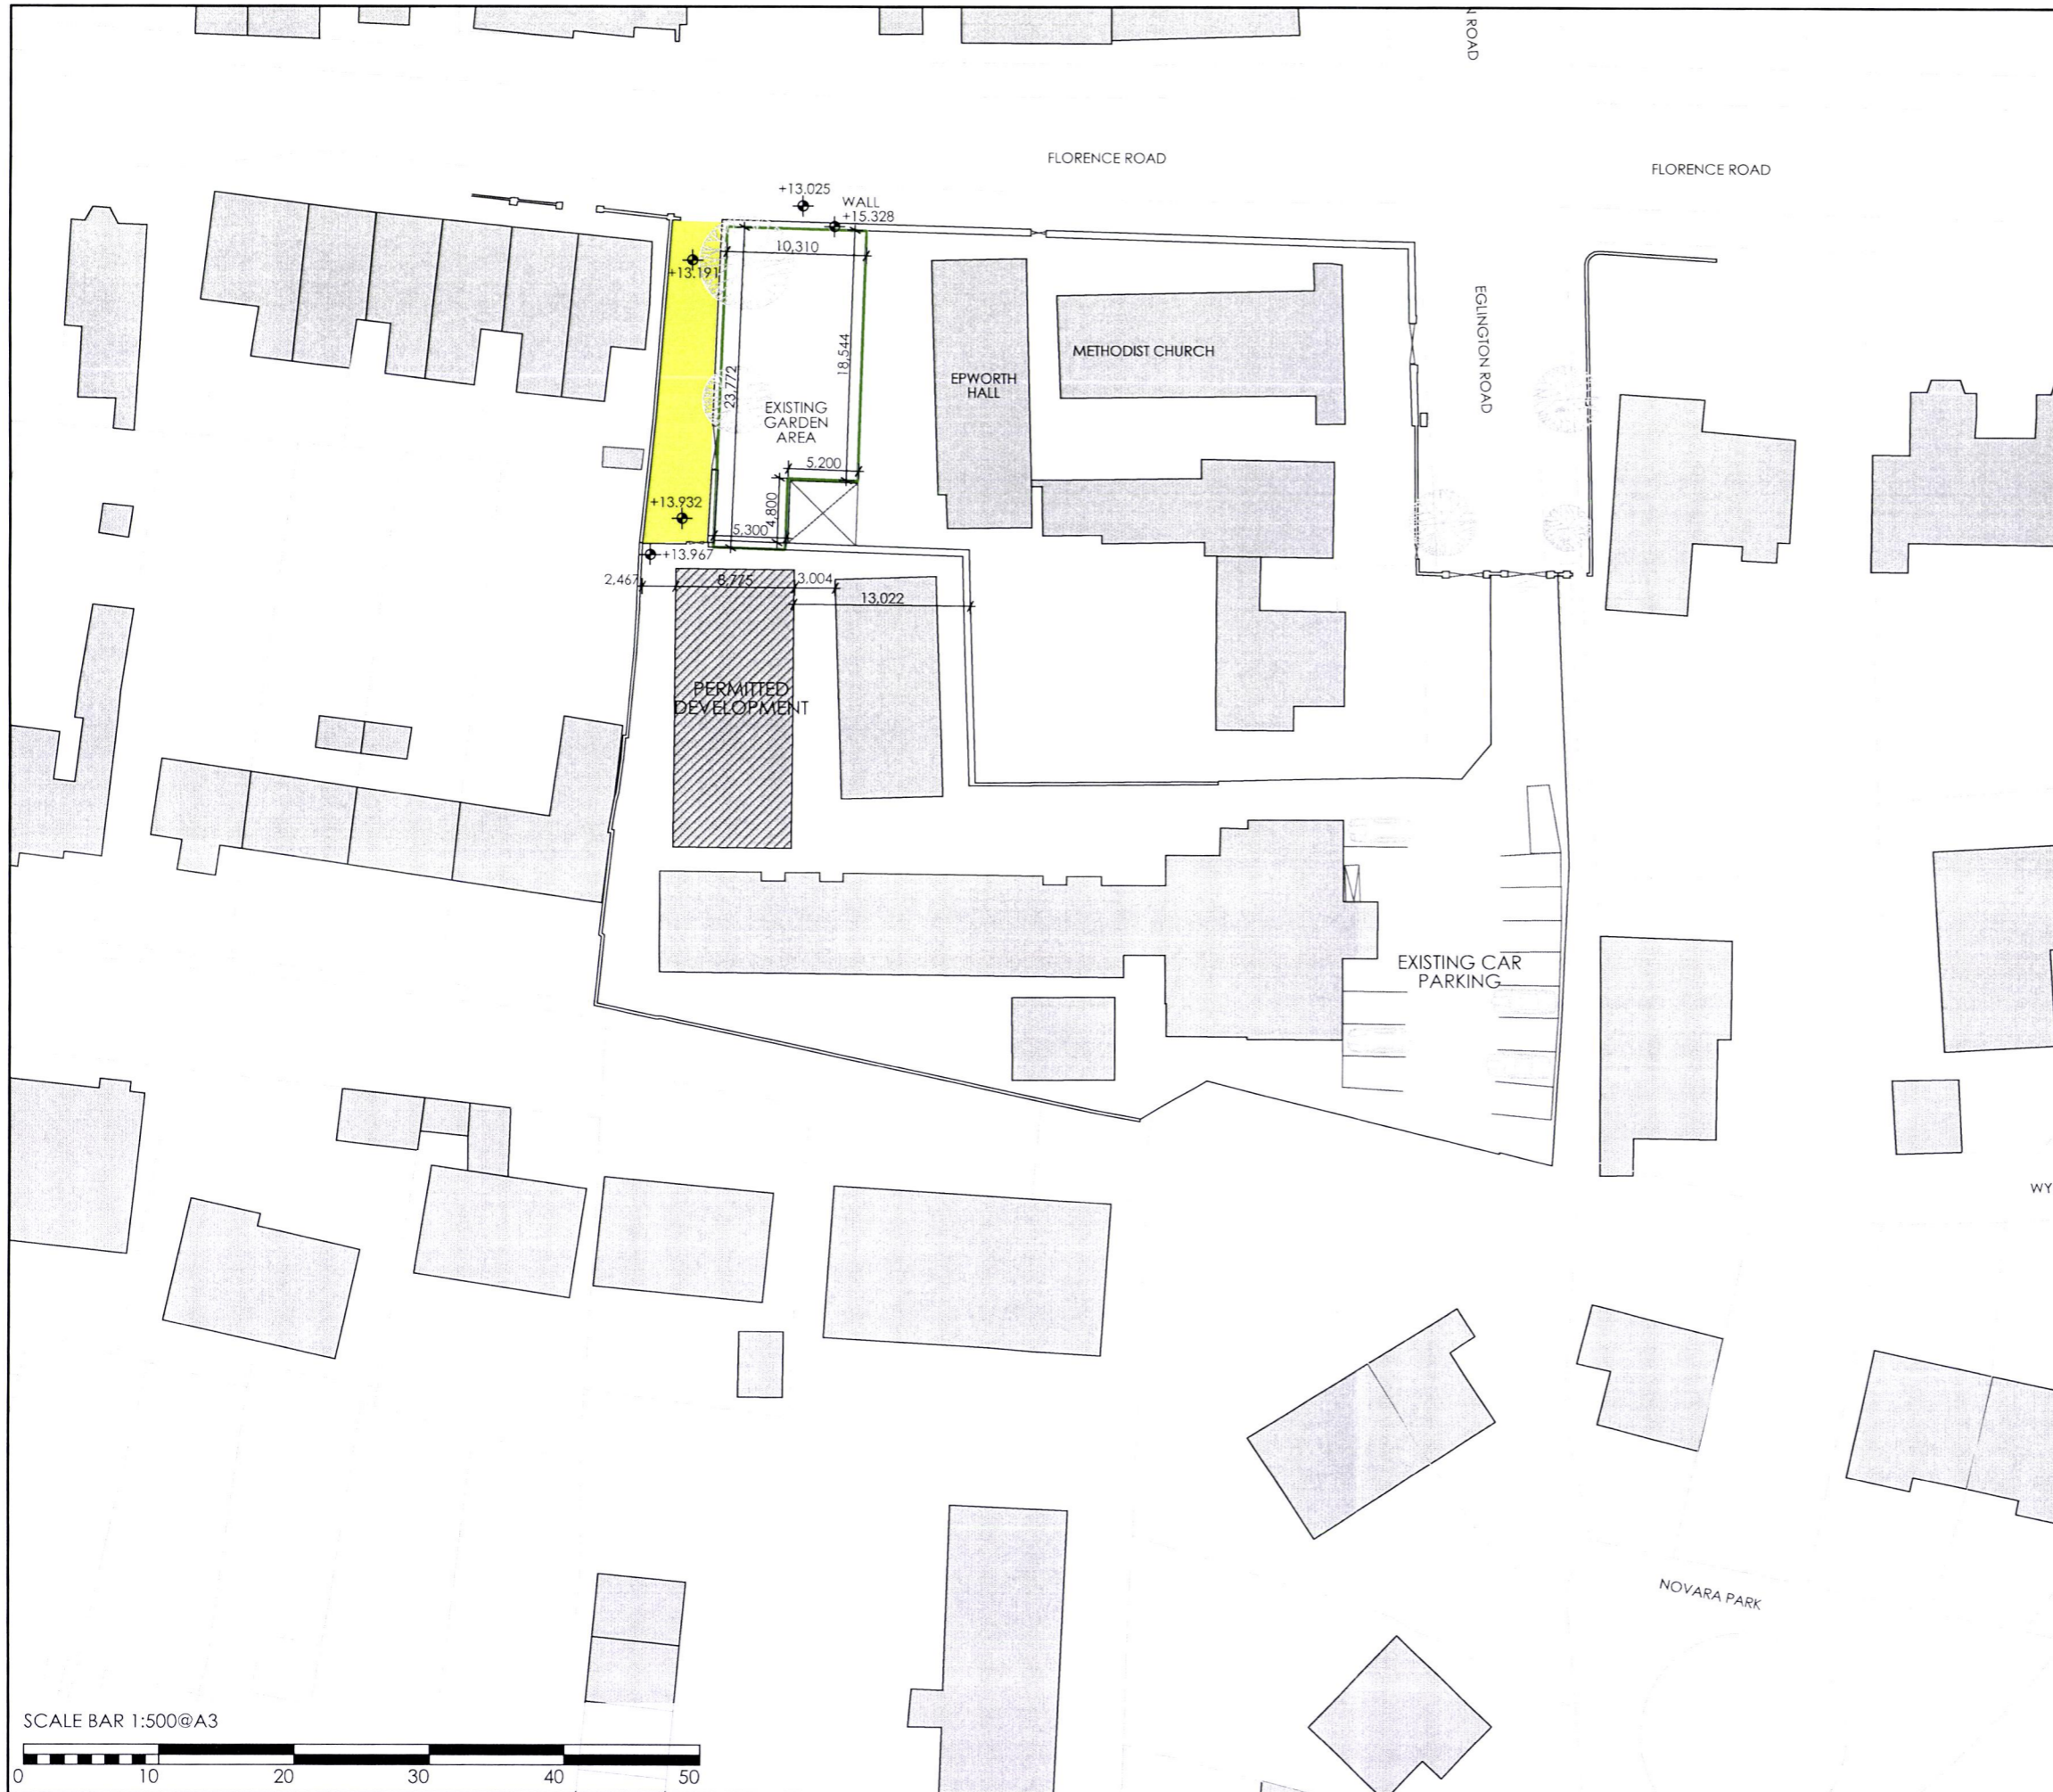 N ROAD
FLORENCE ROAD
FLORENCE ROAD
+13.025
WALL
+15.328
10,310
+13.191
EGLINGTON ROAD
18,544
METHODIST CHURCH
EPWORTH
HALL
23,772
EXISTING
GARDEN
AREA
5,200
4,800
+13.932
5,300
+13.967
2,467
8,775
3,004
13,022
PERMITTED
DEVELOPMENT
EXISTING CAR
PARKING
WY
NOVARA PARK
SCALE BAR 1:500@A3
0 10 20 30 40 50